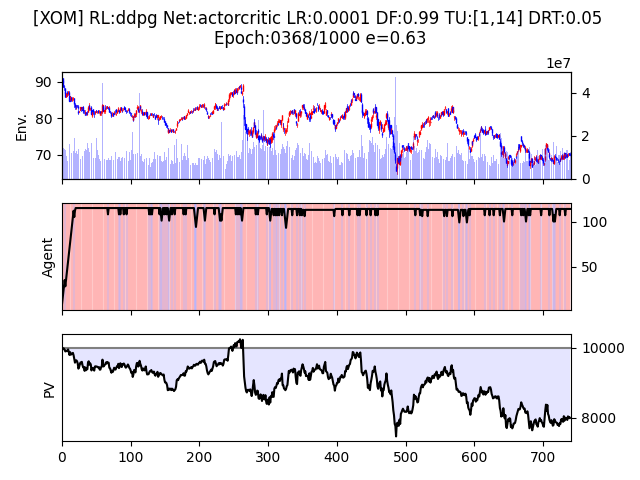 [XOM] RL:ddpg Net:actorcritic LR:0.0001 DF:0.99 TU:[1,14] DRT:0.05
Epoch:0368/1000 e=0.63
1e7
90
80
70
Env.
4
2
0
Agent
100
50
PV
10000
8000
0 100 200 300 400 500 600 700